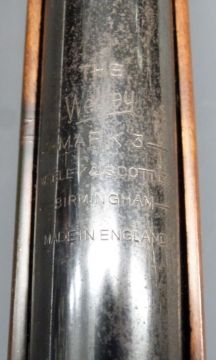 THE
Webley
—MARK 3—
WEBLEY & SCOTT LTD
BIRMINGHAM
MADE IN ENGLAND